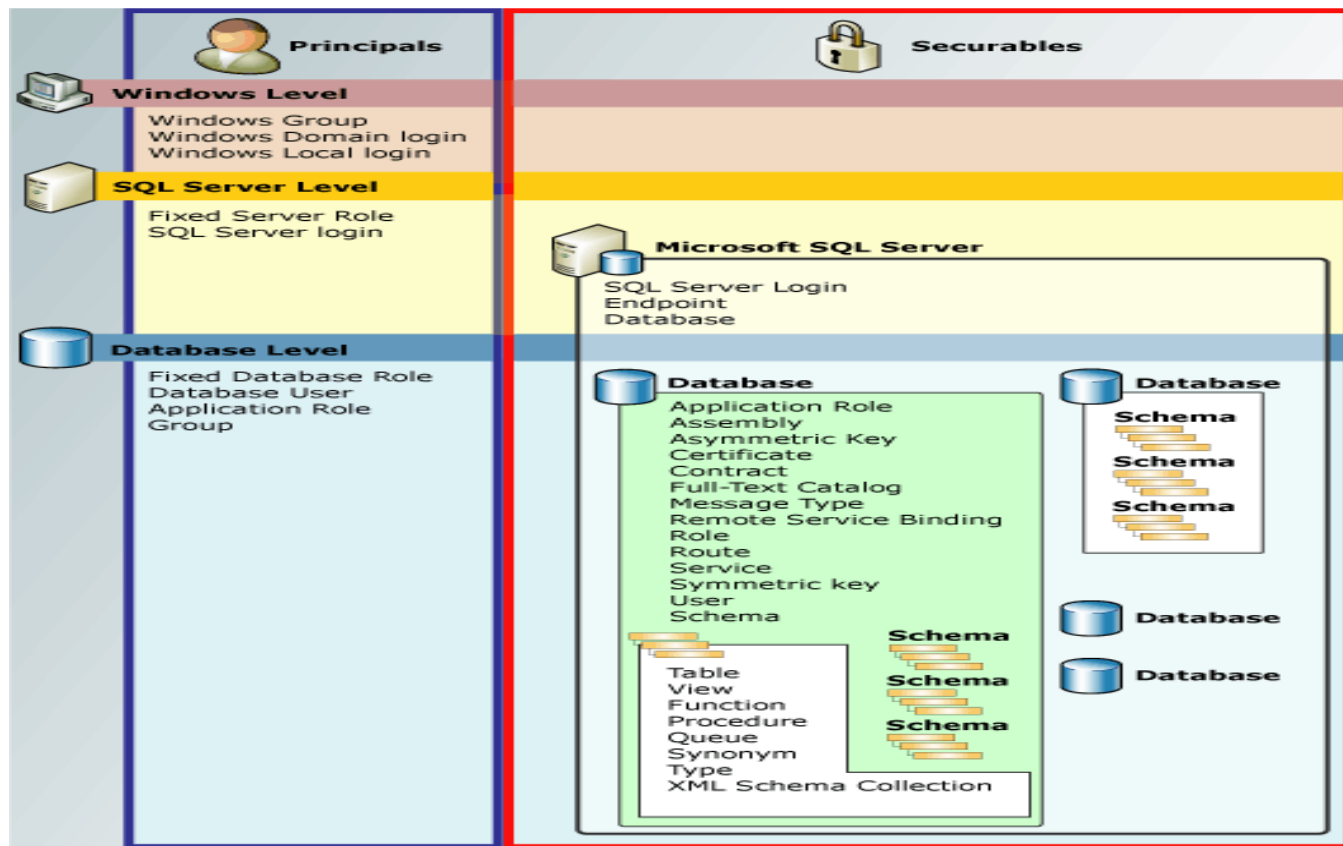 Principals
Securables
Windows Level
Windows Group
Windows Domain login
Windows Local login
SQL Server Level
Fixed Server Role
SQL Server login
Microsoft SQL Server
SQL Server Login
Endpoint
Database
Database Level
Fixed Database Role
Database User
Application Role
Group
Database
Application Role
Assembly
Asymmetric Key
Certificate
Contract
Full-Text Catalog
Message Type
Remote Service Binding
Role
Route
Service
Symmetric key
User
Schema
Table
View
Function
Procedure
Queue
Synonym
Type
XML Schema Collection
Schema
Schema
Schema
Database
Schema
Schema
Schema
Database
Database